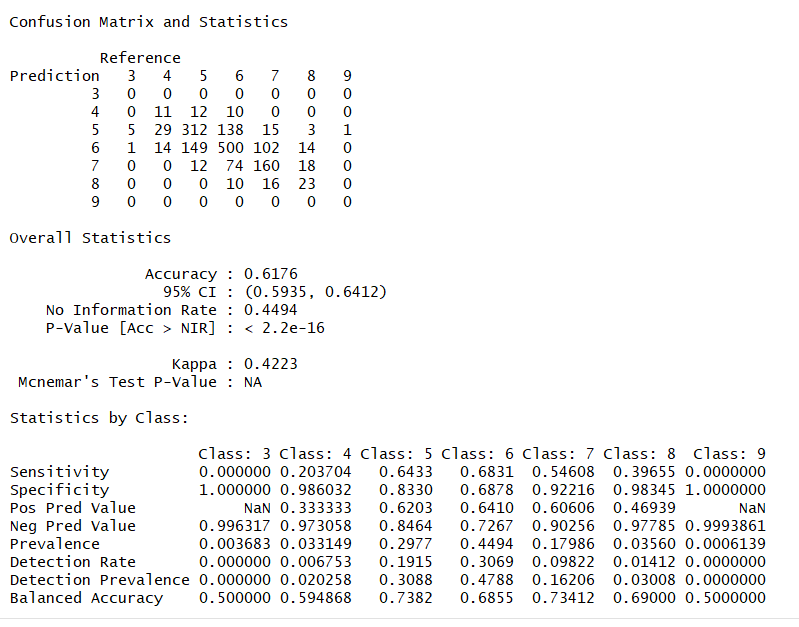 Confusion Matrix and Statistics

          Reference
Prediction   3   4   5   6   7   8   9
         3   0   0   0   0   0   0   0
         4   0  11  12  10   0   0   0
         5   5  29 312 138  15   3   1
         6   1  14 149 500 102  14   0
         7   0   0  12  74 160  18   0
         8   0   0   0  10  16  23   0
         9   0   0   0   0   0   0   0

Overall Statistics

               Accuracy : 0.6176
                 95% CI : (0.5935, 0.6412)
    No Information Rate : 0.4494
    P-Value [Acc > NIR] : < 2.2e-16

                  Kappa : 0.4223
 Mcnemar's Test P-Value : NA

Statistics by Class:

                     Class: 3 Class: 4 Class: 5 Class: 6 Class: 7 Class: 8  Class: 9
Sensitivity          0.000000 0.203704   0.6433   0.6831  0.54608  0.39655 0.0000000
Specificity          1.000000 0.986032   0.8330   0.6878  0.92216  0.98345 1.0000000
Pos Pred Value            NaN 0.333333   0.6203   0.6410  0.60606  0.46939       NaN
Neg Pred Value       0.996317 0.973058   0.8464   0.7267  0.90256  0.97785 0.9993861
Prevalence           0.003683 0.033149   0.2977   0.4494  0.17986  0.03560 0.0006139
Detection Rate       0.000000 0.006753   0.1915   0.3069  0.09822  0.01412 0.0000000
Detection Prevalence 0.000000 0.020258   0.3088   0.4788  0.16206  0.03008 0.0000000
Balanced Accuracy    0.500000 0.594868   0.7382   0.6855  0.73412  0.69000 0.5000000